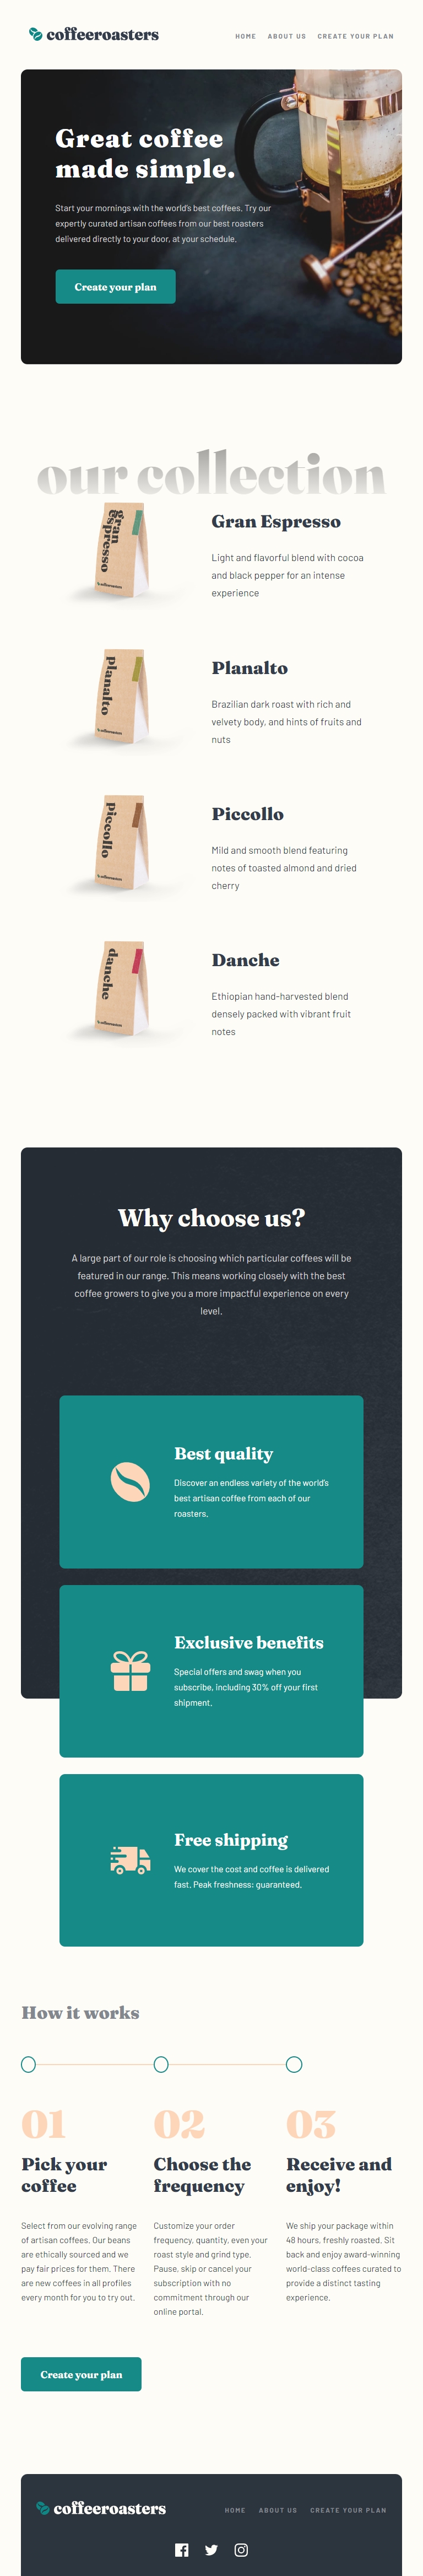 coffeeroasters
HOME ABOUT US CREATE YOUR PLAN
Great coffee
made simple.
Start your mornings with the world's best coffees. Try our
expertly curated artisan coffees from our best roasters
delivered directly to your door, at your schedule.
Create your plan
our collection
gran
espresso
coffeeroasters
Gran Espresso
Light and flavorful blend with cocoa
and black pepper for an intense
experience
planalto
coffeeroasters
Planalto
Brazilian dark roast with rich and
velvety body, and hints of fruits and
nuts
piccollo
coffeeroasters
Piccollo
Mild and smooth blend featuring
notes of toasted almond and dried
cherry
danche
coffeeroasters
Danche
Ethiopian hand-harvested blend
densely packed with vibrant fruit
notes
Why choose us?
A large part of our role is choosing which particular coffees will be
featured in our range. This means working closely with the best
coffee growers to give you a more impactful experience on every
level.
Best quality
Discover an endless variety of the world's
best artisan coffee from each of our
roasters.
Exclusive benefits
Special offers and swag when you
subscribe, including 30% off your first
shipment.
Free shipping
We cover the cost and coffee is delivered
fast. Peak freshness: guaranteed.
How it works
01
Pick your
coffee
Select from our evolving range
of artisan coffees. Our beans
are ethically sourced and we
pay fair prices for them. There
are new coffees in all profiles
every month for you to try out.
02
Choose the
frequency
Customize your order
frequency, quantity, even your
roast style and grind type.
Pause, skip or cancel your
subscription with no
commitment through our
online portal.
03
Receive and
enjoy!
We ship your package within
48 hours, freshly roasted. Sit
back and enjoy award-winning
world-class coffees curated to
provide a distinct tasting
experience.
Create your plan
coffeeroasters
HOME ABOUT US CREATE YOUR PLAN